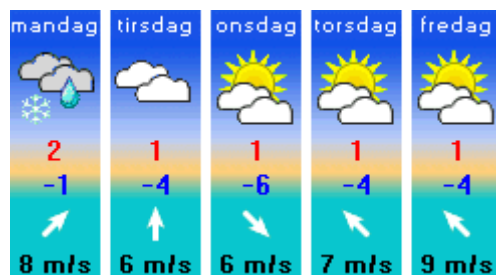 mandag tirsdag onsdag torsdag fredag
2 1 1 1 1
-1 -4 -6 -4 -4
8 m/s 6 m/s 6 m/s 7 m/s 9 m/s